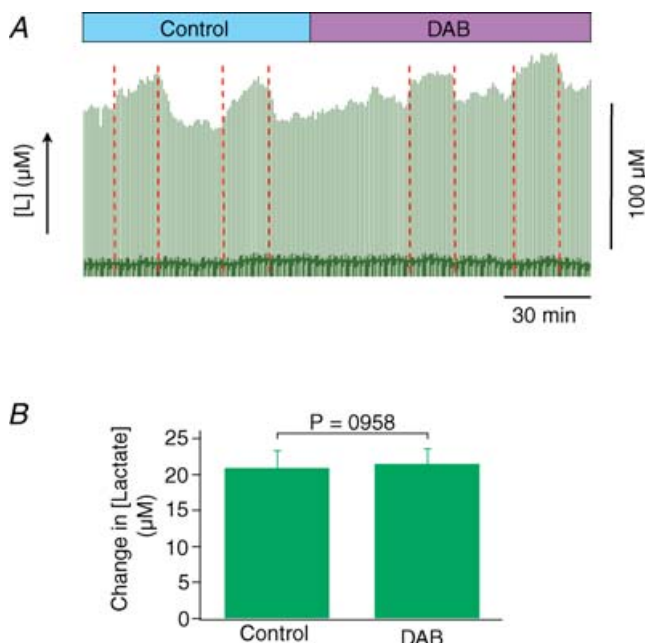 A
Control DAB
[L] (µM)
100 µM
30 min
B
P = 0958
Change in [Lactate]
(µM)
25
20
15
10
5
0
Control DAB